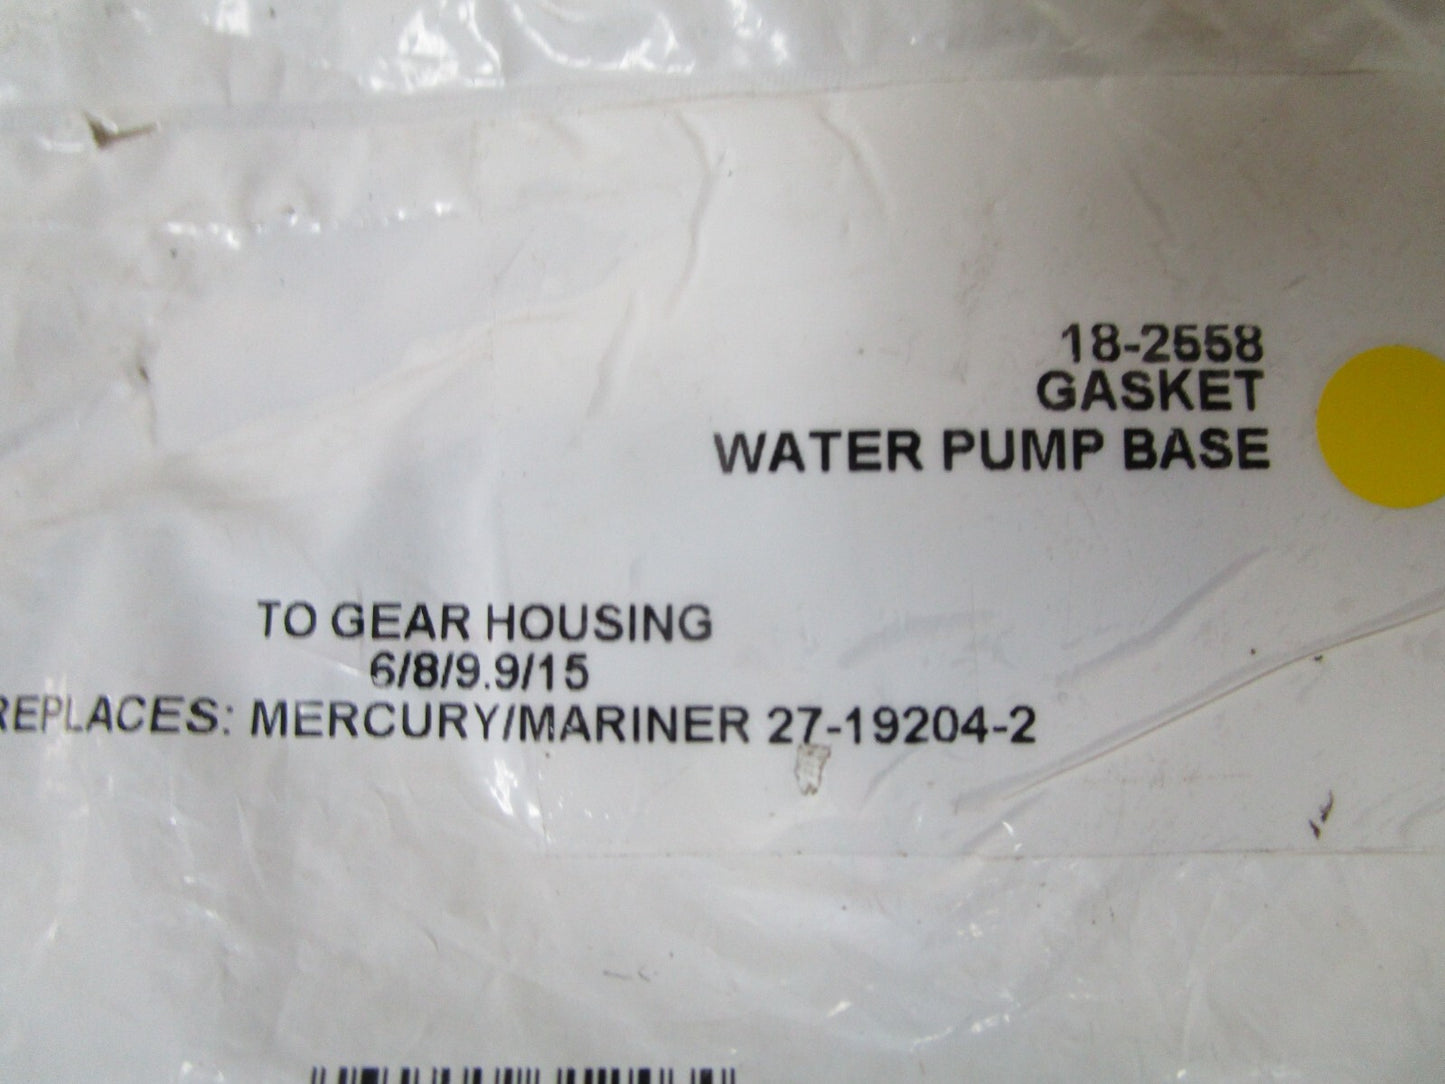 18-2558
GASKET
WATER PUMP BASE
TO GEAR HOUSING
6/8/9.9/15
REPLACES: MERCURY/MARINER 27-19204-2